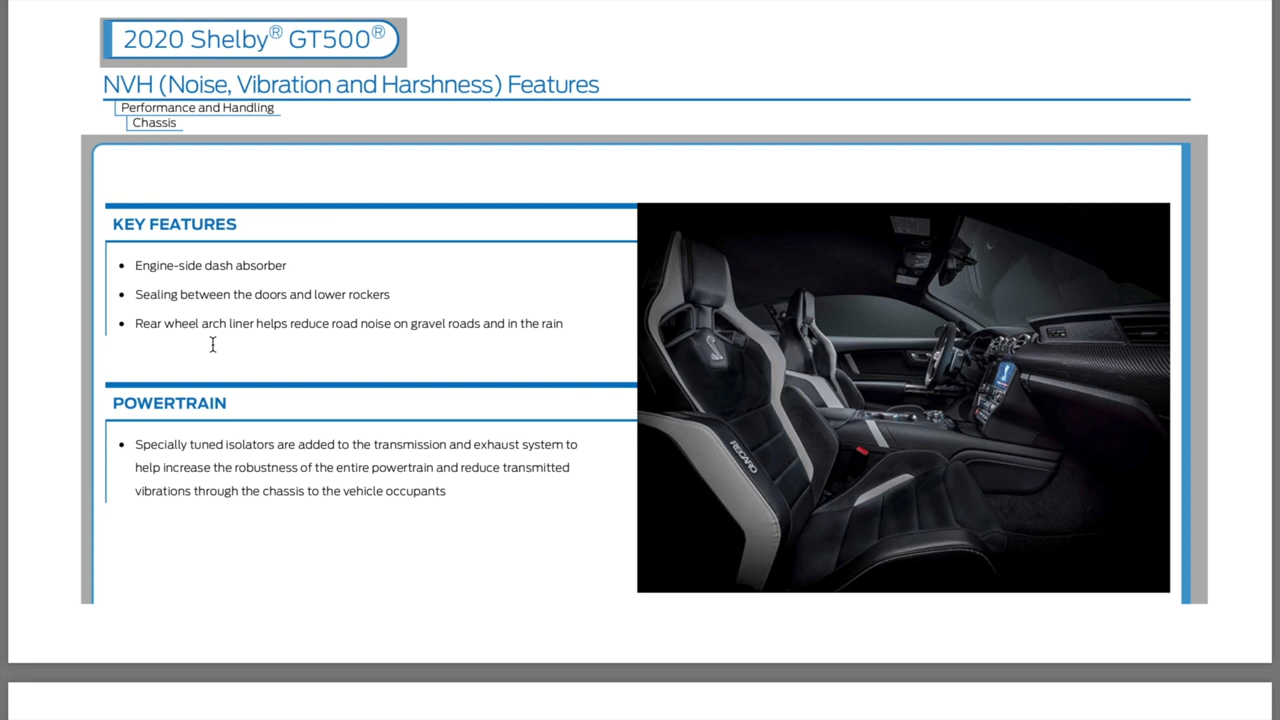 2020 Shelby® GT500®
NVH (Noise, Vibration and Harshness) Features
Performance and Handling
Chassis
KEY FEATURES
• Engine-side dash absorber
• Sealing between the doors and lower rockers
• Rear wheel arch liner helps reduce road noise on gravel roads and in the rain
POWERTRAIN
• Specially tuned isolators are added to the transmission and exhaust system to
help increase the robustness of the entire powertrain and reduce transmitted
vibrations through the chassis to the vehicle occupants
RECARO